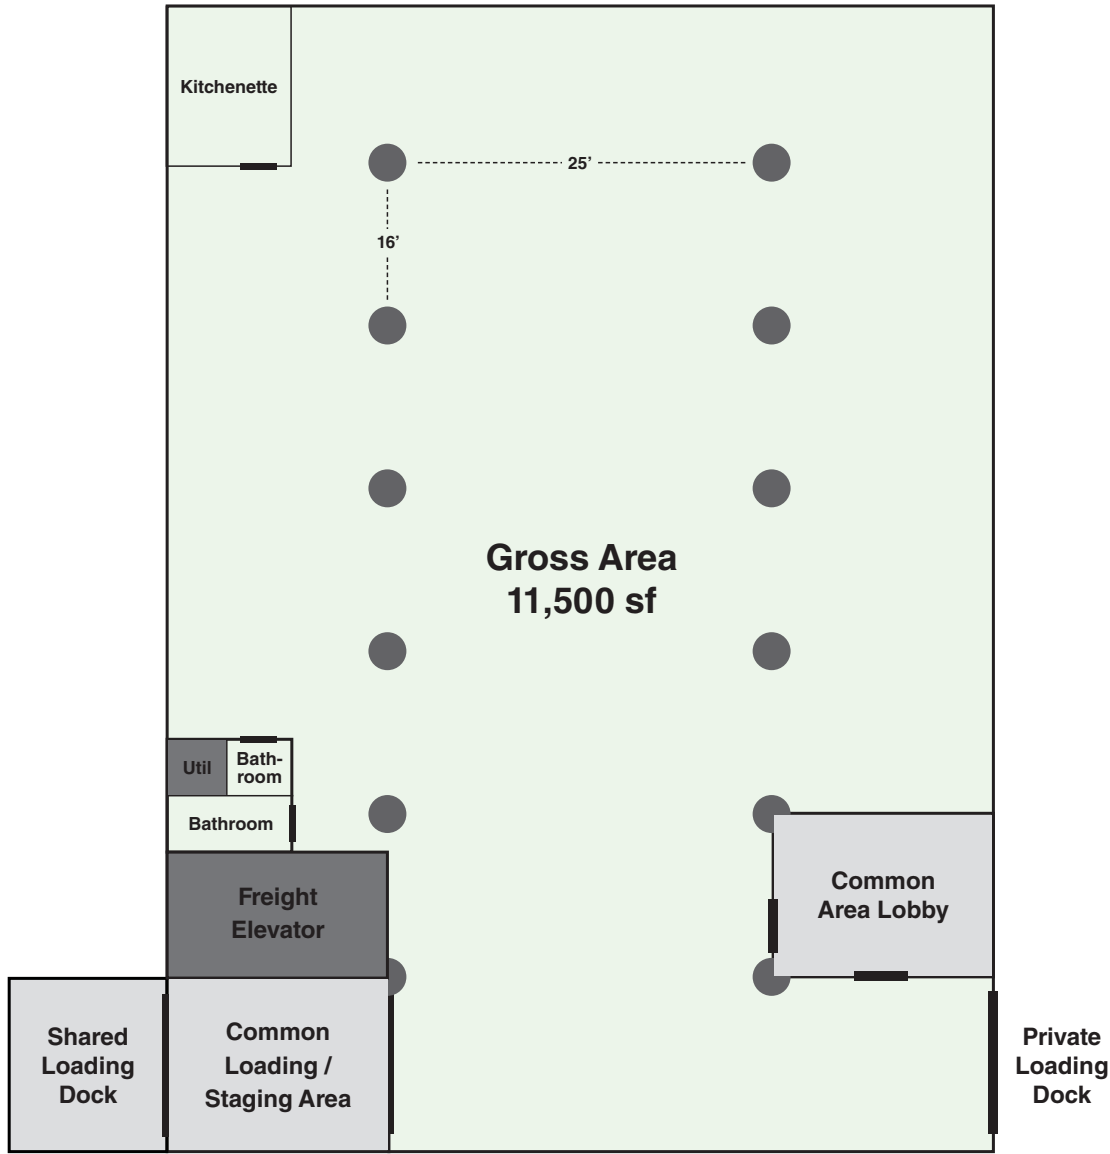 Kitchenette
25’
16’
Gross Area
11,500 sf
Util
Bath-
room
Bathroom
Freight
Elevator
Common
Area Lobby
Shared
Loading
Dock
Common
Loading /
Staging Area
Private
Loading
Dock